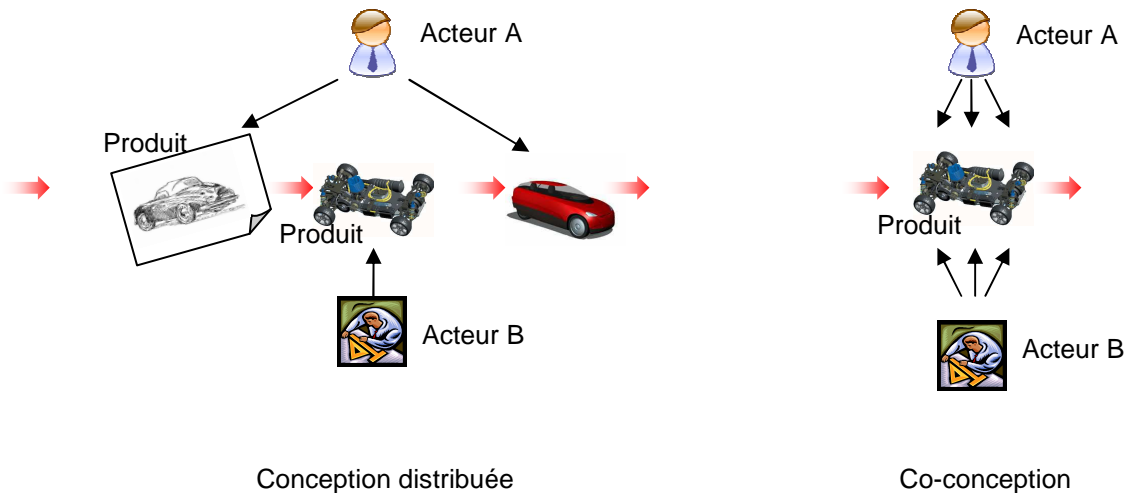 Acteur A
Produit
Produit
Acteur B
Conception distribuée
Acteur A
Produit
Acteur B
Co-conception